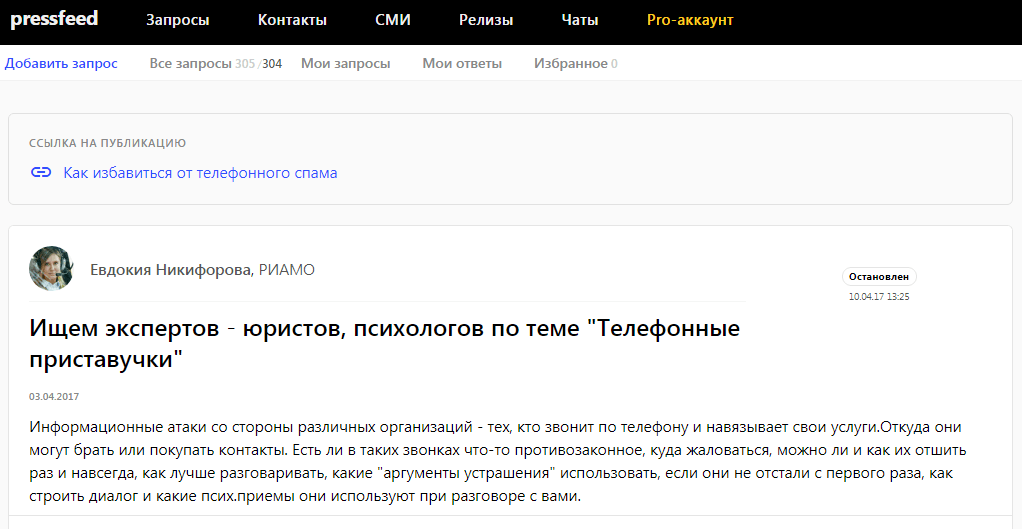 pressfeed Запросы Контакты СМИ Релизы Чаты Pro-аккаунт
Добавить запрос Все запросы 305/304 Мои запросы Мои ответы Избранное 0
ССЫЛКА НА ПУБЛИКАЦИЮ
Как избавиться от телефонного спама
Евдокия Никифорова, РИАМО
Остановлен
10.04.17 13:25
Ищем экспертов - юристов, психологов по теме "Телефонные
приставучки"
03.04.2017
Информационные атаки со стороны различных организаций - тех, кто звонит по телефону и навязывает свои услуги.Откуда они
могут брать или покупать контакты. Есть ли в таких звонках что-то противозаконное, куда жаловаться, можно ли и как их отшить
раз и навсегда, как лучше разговаривать, какие "аргументы устрашения" использовать, если они не отстали с первого раза, как
строить диалог и какие псих.приемы они используют при разговоре с вами.